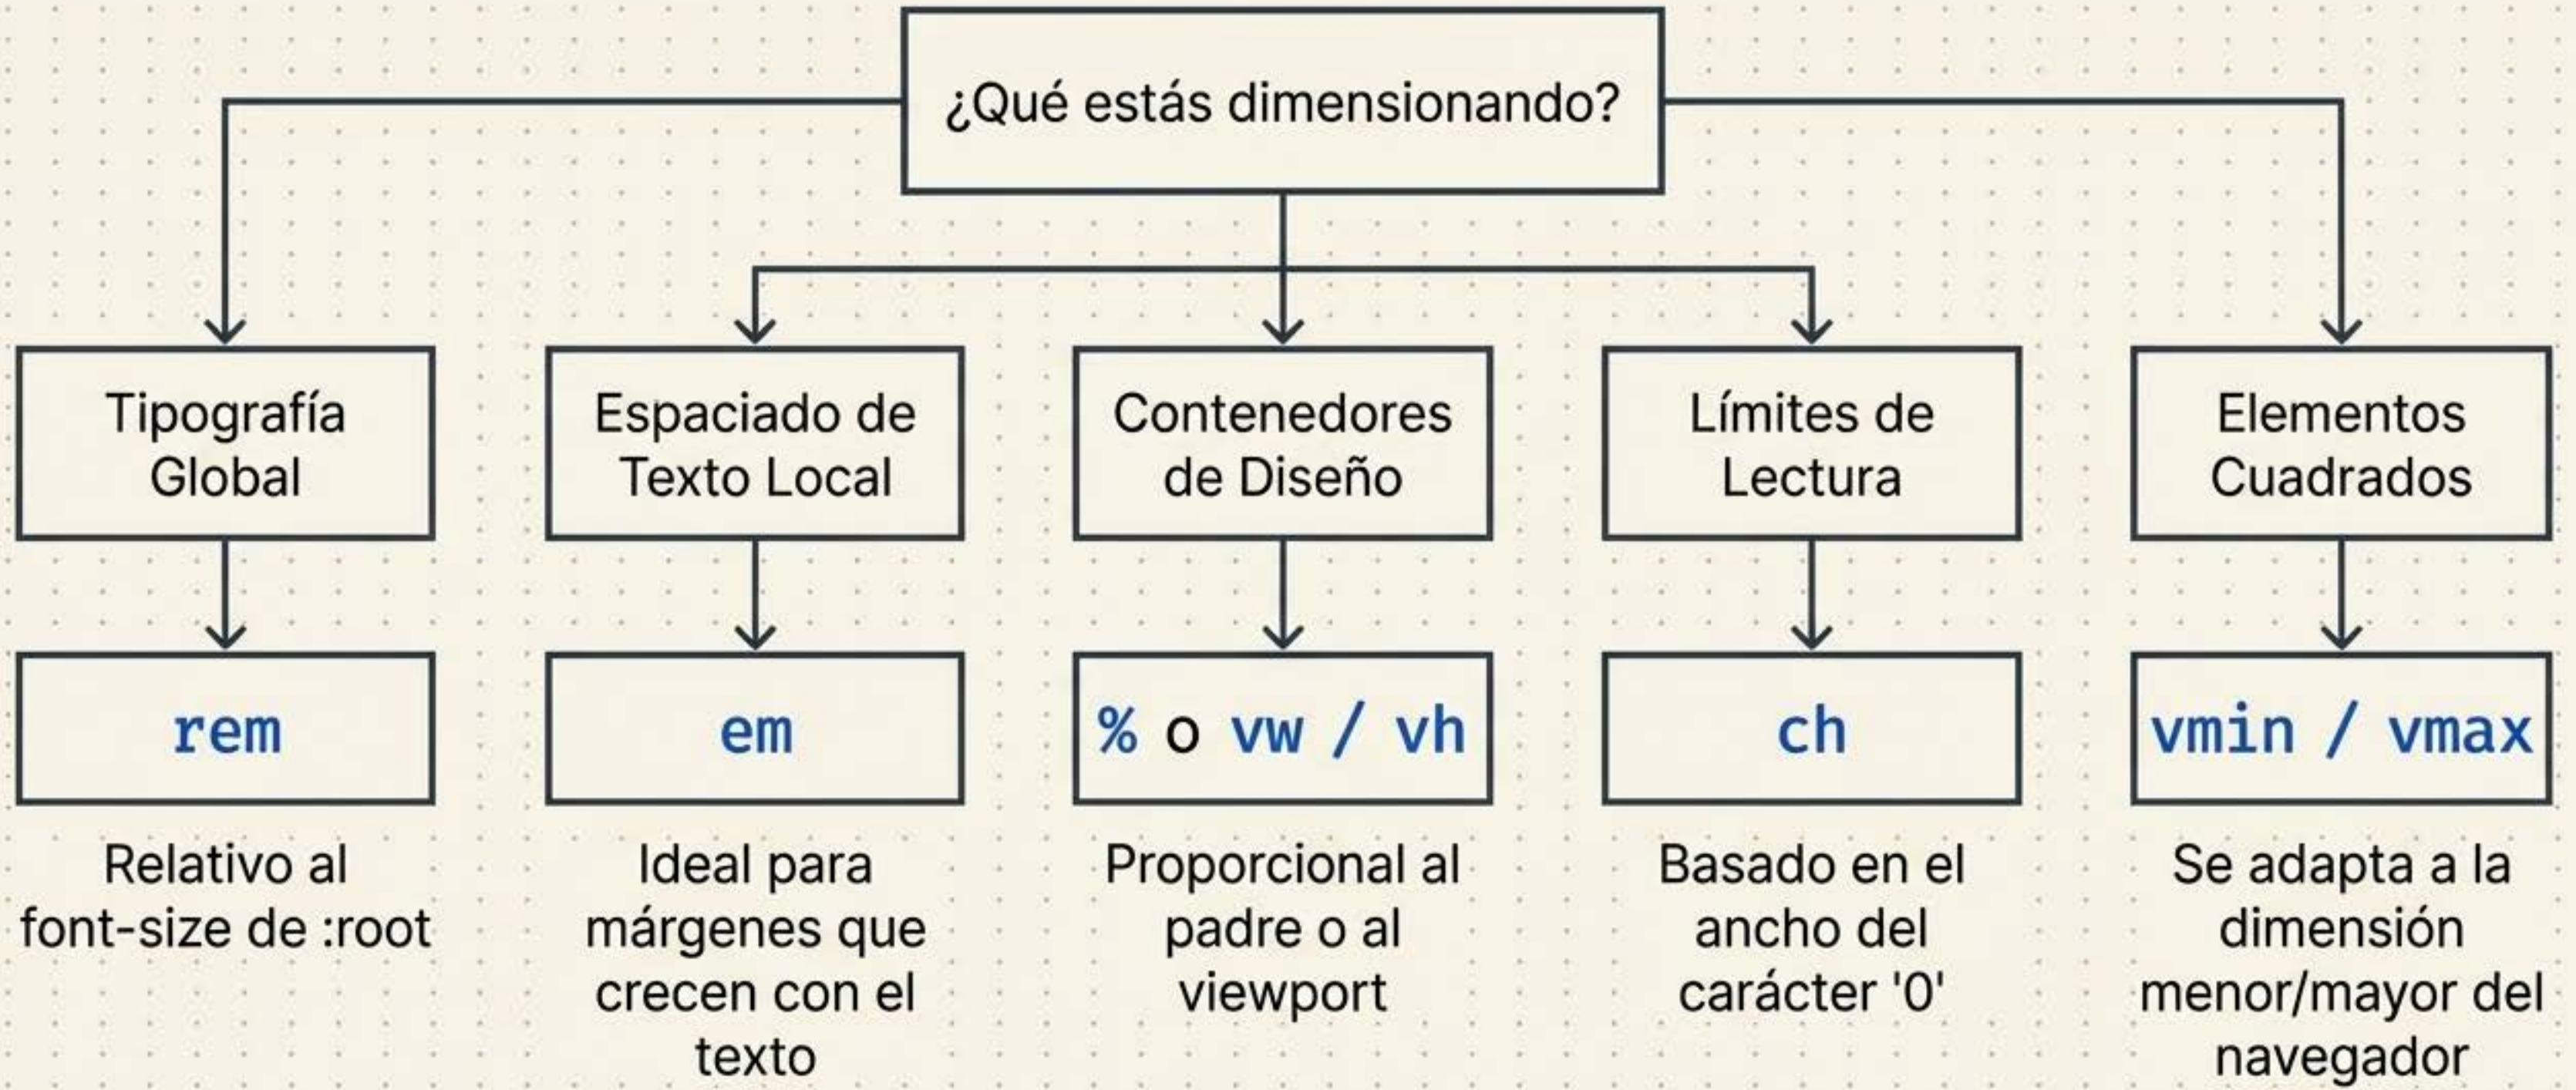 ¿Qué estás dimensionando?
Tipografía
Global
Espaciado de
Texto Local
Contenedores
de Diseño
Límites de
Lectura
Elementos
Cuadrados
rem
em
% o vw / vh
ch
vmin / vmax
Relativo al
font-size de :root
Ideal para
márgenes que
crecen con el
texto
Proporcional al
padre o al
viewport
Basado en el
ancho del
carácter '0'
Se adapta a la
dimensión
menor/mayor del
navegador